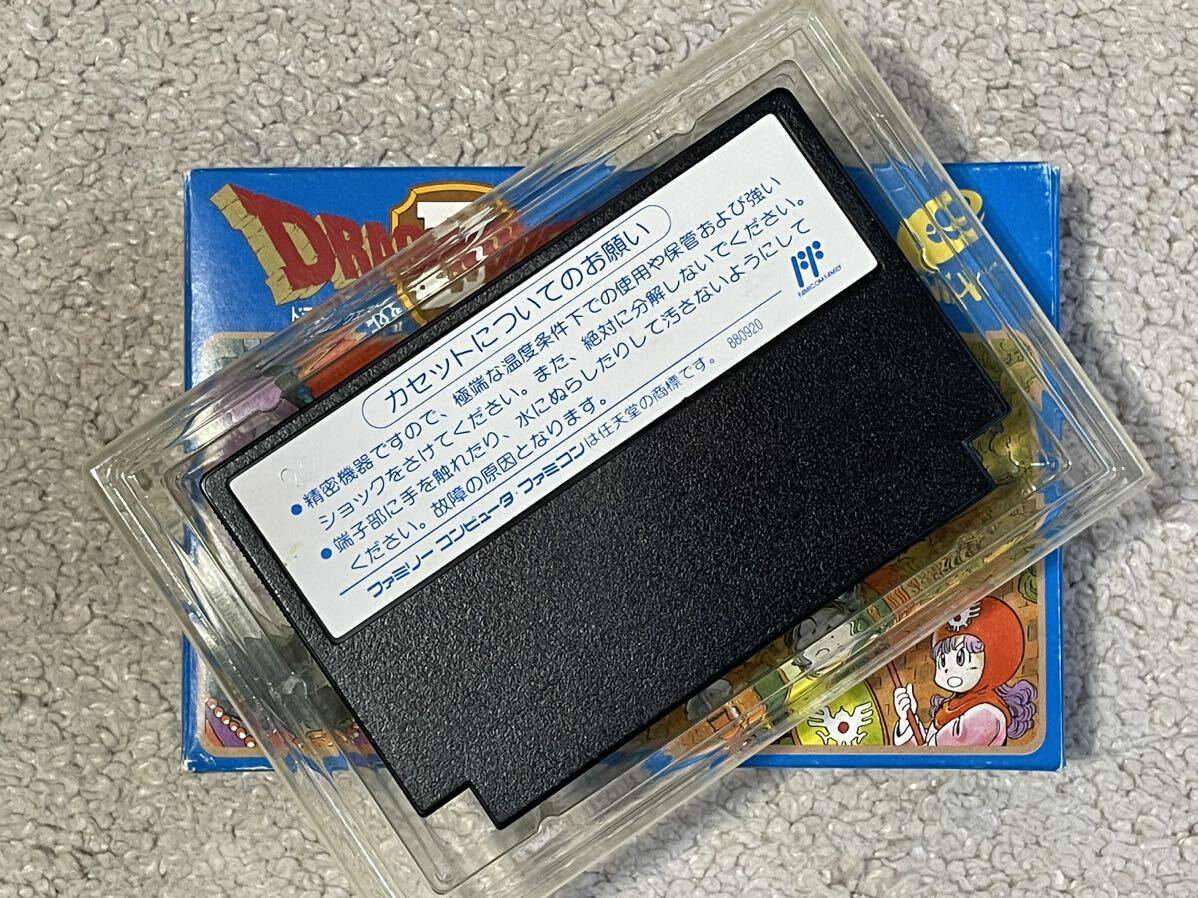 カセットについてのお願い
●精密機器ですので、極端な温度条件下での使用や保管および強い
ショックをさけてください。また、絶対に分解しないでください。
●端子部に手を触れたり、水にぬらしたりして汚さないようにして
ください。故障の原因となります。
ファミリーコンピュータ・ファミコンは任天堂の商標です。 880920
FAMICOM FAMILY